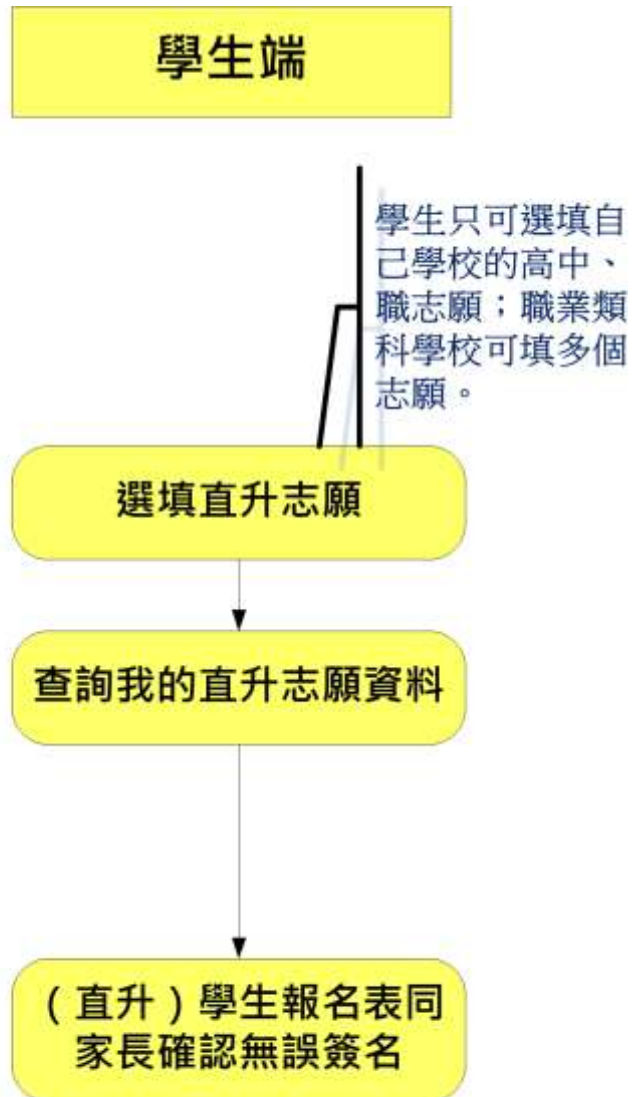 學生端
學生只可選填自
己學校的高中、
職志願；職業類
科學校可填多個
志願。
選填直升志願
查詢我的直升志願資料
（直升）學生報名表同
家長確認無誤簽名